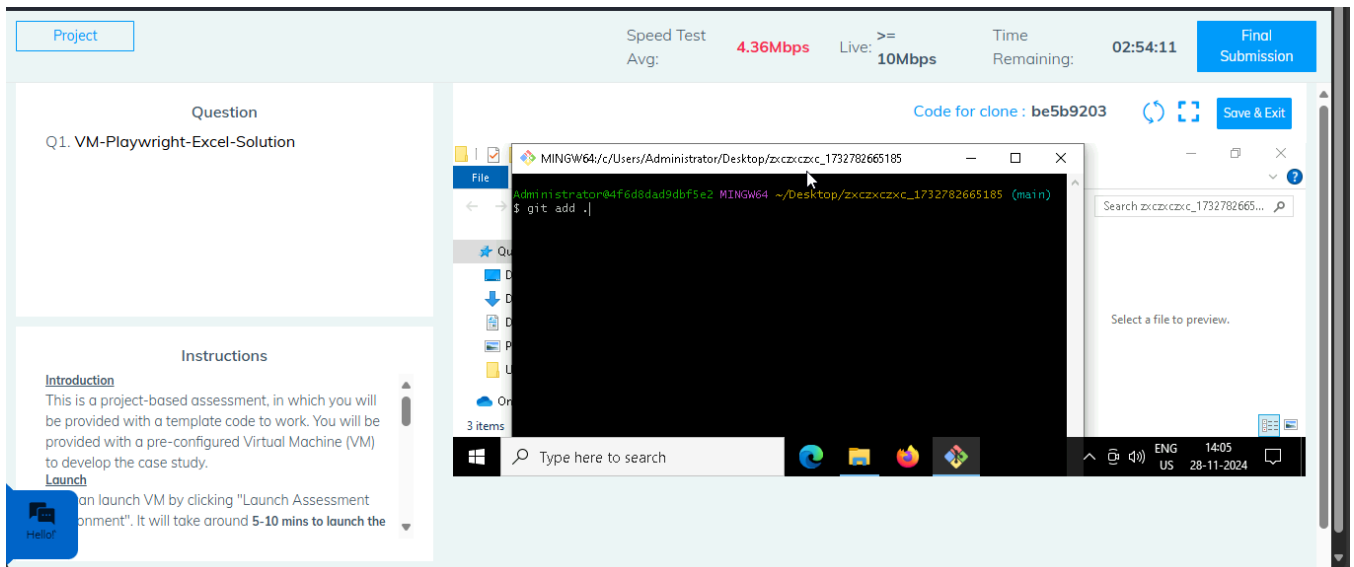 Project
Speed Test Avg:
4.36Mbps
Live:
>= 10Mbps
Time Remaining:
02:54:11
Final Submission
Question
Q1. VM-Playwright-Excel-Solution
Instructions
Introduction
This is a project-based assessment, in which you will
be provided with a template code to work. You will be
provided with a pre-configured Virtual Machine (VM)
to develop the case study.
Launch
an launch VM by clicking "Launch Assessment
onment". It will take around 5-10 mins to launch the
Hello!
Code for clone : be5b9203
Save & Exit
MINGW64:/c/Users/Administrator/Desktop/zxczxczxc_1732782665185
File
Administrator@4f6d8dad9dbf5e2 MINGW64 ~/Desktop/zxczxczxc_1732782665185 (main)
$ git add .
Search zxczxczxc_1732782665...
Qu
D
D
D
P
U
On
3 items
Select a file to preview.
Type here to search
ENG
US
14:05
28-11-2024